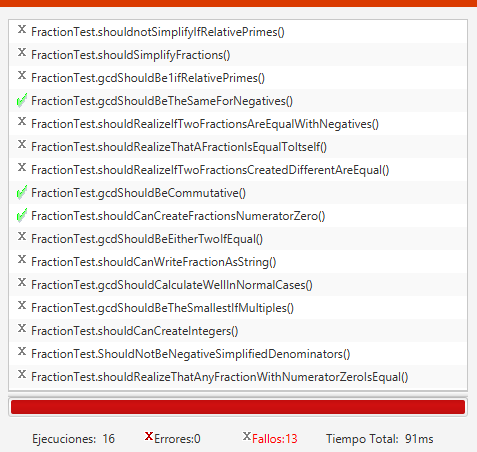 FractionTest.shouldnotSimplifyIfRelativePrimes()
FractionTest.shouldSimplifyFractions()
FractionTest.gcdShouldBe1ifRelativePrimes()
FractionTest.gcdShouldBeTheSameForNegatives()
FractionTest.shouldRealizeIfTwoFractionsAreEqualWithNegatives()
FractionTest.shouldRealizeThatAFractionIsEqualToItself()
FractionTest.shouldRealizeIfTwoFractionsCreatedDifferentAreEqual()
FractionTest.gcdShouldBeCommutative()
FractionTest.shouldCanCreateFractionsNumeratorZero()
FractionTest.gcdShouldBeEitherTwoIfEqual()
FractionTest.shouldCanWriteFractionAsString()
FractionTest.gcdShouldCalculateWellInNormalCases()
FractionTest.gcdShouldBeTheSmallestIfMultiples()
FractionTest.shouldCanCreateIntegers()
FractionTest.ShouldNotBeNegativeSimplifiedDenominators()
FractionTest.shouldRealizeThatAnyFractionWithNumeratorZeroIsEqual()
Ejecuciones: 16 Errores:0 Fallos:13 Tiempo Total: 91ms